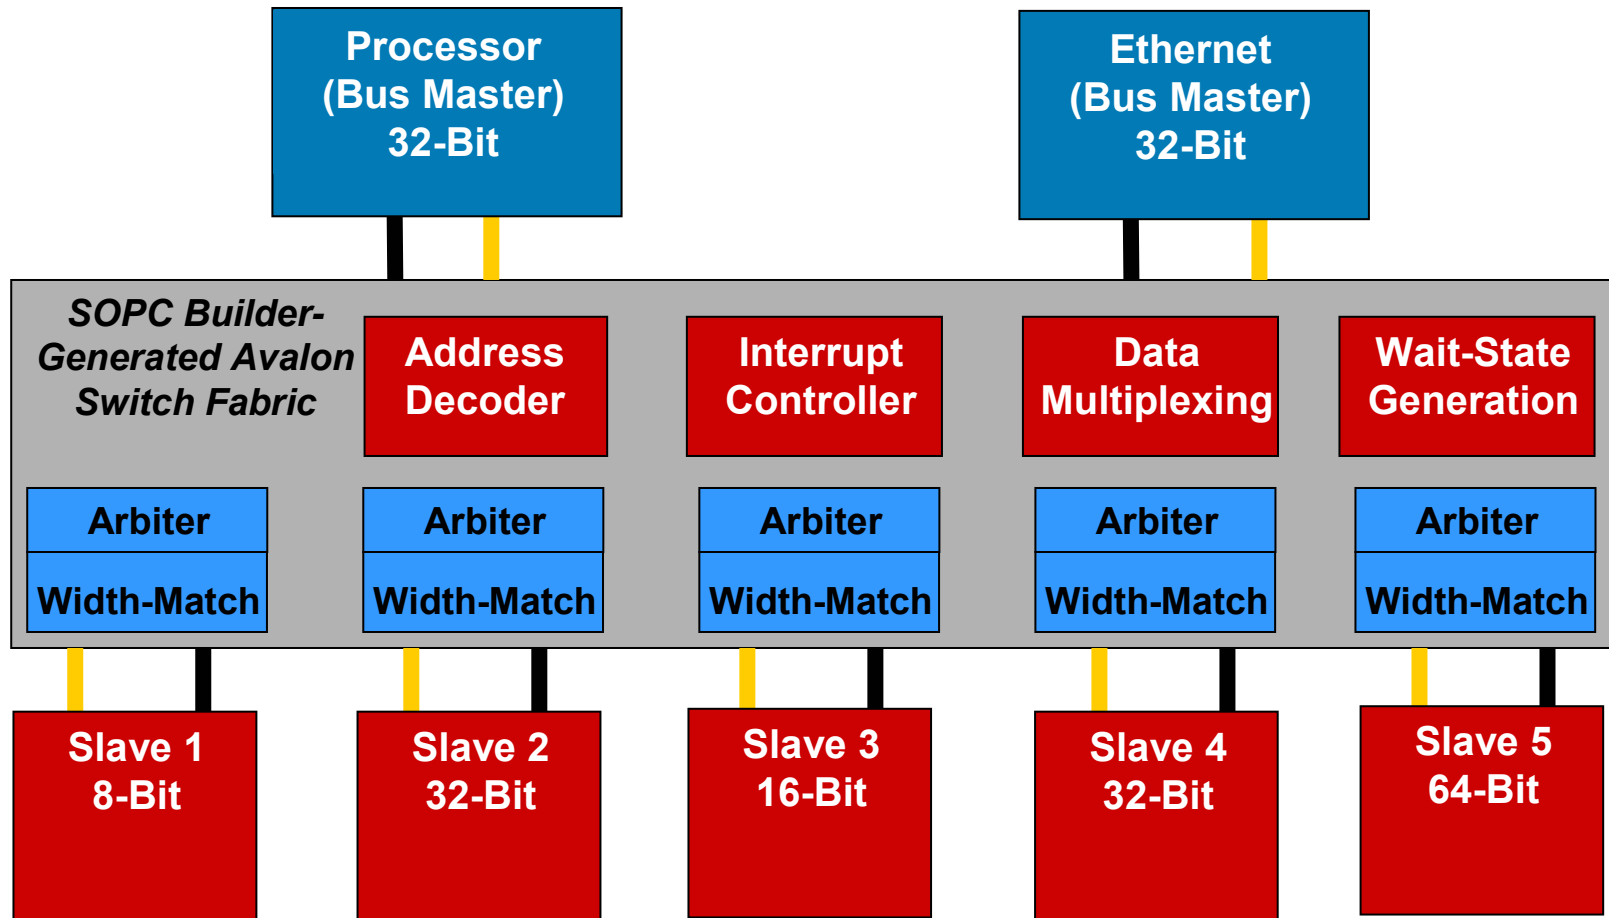 Processor
(Bus Master)
32-Bit
Ethernet
(Bus Master)
32-Bit
SOPC Builder-
Generated Avalon
Switch Fabric
Address
Decoder
Interrupt
Controller
Data
Multiplexing
Wait-State
Generation
Arbiter
Width-Match
Arbiter
Width-Match
Arbiter
Width-Match
Arbiter
Width-Match
Arbiter
Width-Match
Slave 1
8-Bit
Slave 2
32-Bit
Slave 3
16-Bit
Slave 4
32-Bit
Slave 5
64-Bit